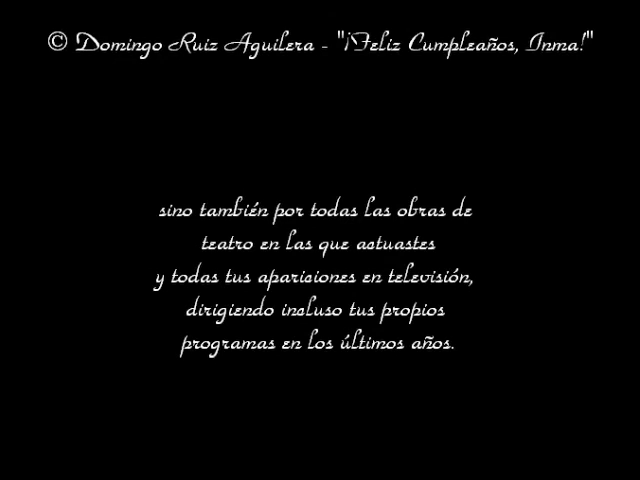 © Domingo Ruiz Aguilera - "¡Feliz Cumpleaños, Inma!"
sino también por todas las obras de
teatro en las que actuastes
y todas tus apariciones en televisión,
dirigiendo incluso tus propios
programas en los últimos años.